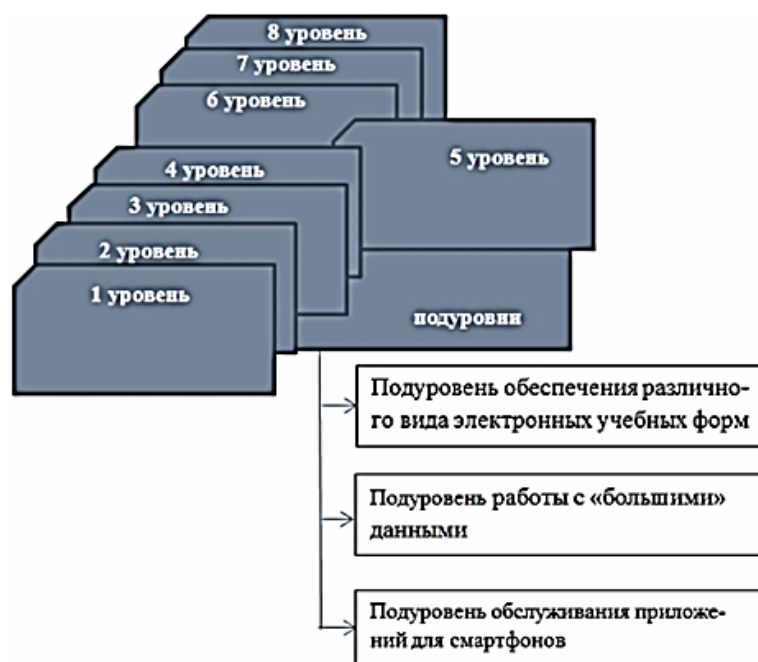 8 уровень
7 уровень
6 уровень
5 уровень
4 уровень
3 уровень
2 уровень
1 уровень
подуровни
Подуровень обеспечения различно-
го вида электронных учебных форм
Подуровень работы с «большими»
данными
Подуровень обслуживания приложе-
ний для смартфонов